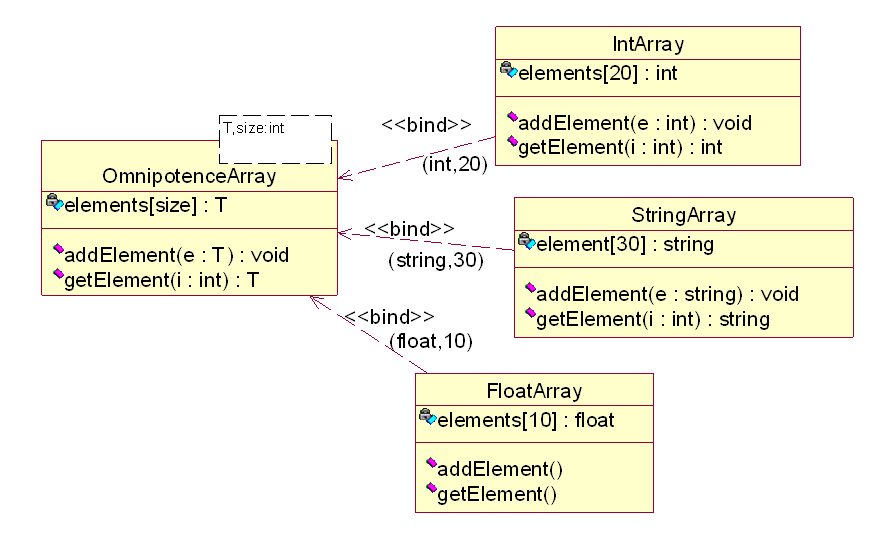 T,size:int
OmnipotenceArray
elements[size] : T
addElement(e : T) : void
getElement(i : int) : T
<<bind>>
(int,20)
IntArray
elements[20] : int
addElement(e : int) : void
getElement(i : int) : int
<<bind>>
(string,30)
StringArray
element[30] : string
addElement(e : string) : void
getElement(i : int) : string
<<bind>>
(float,10)
FloatArray
elements[10] : float
addElement()
getElement()